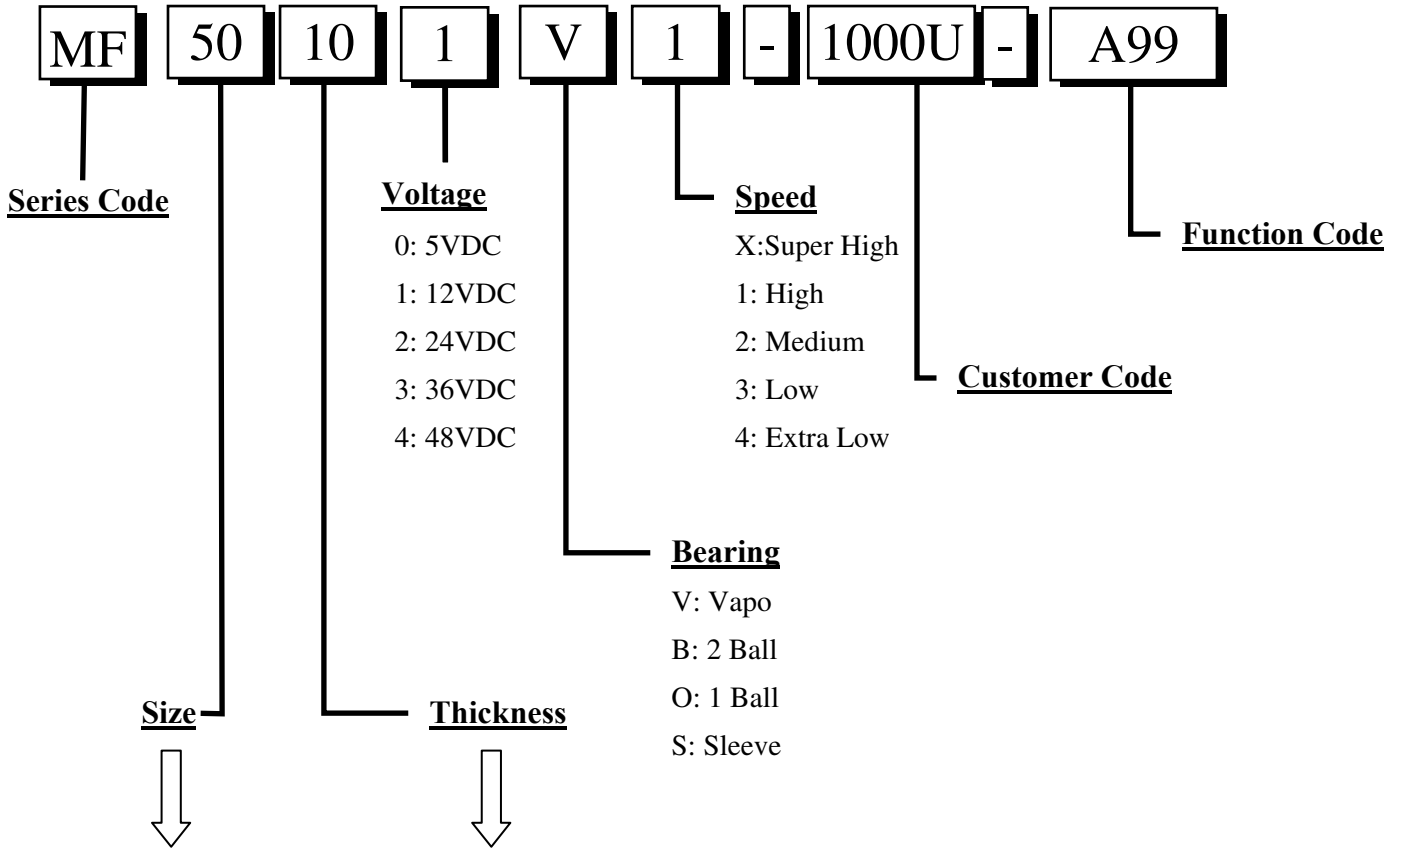 MF 50 10 1 V 1 - 1000U - A99
Series Code
Voltage
0: 5VDC
1: 12VDC
2: 24VDC
3: 36VDC
4: 48VDC
Speed
X:Super High
1: High
2: Medium
3: Low
4: Extra Low
Function Code
Customer Code
Bearing
V: Vapo
B: 2 Ball
O: 1 Ball
S: Sleeve
Size
Thickness